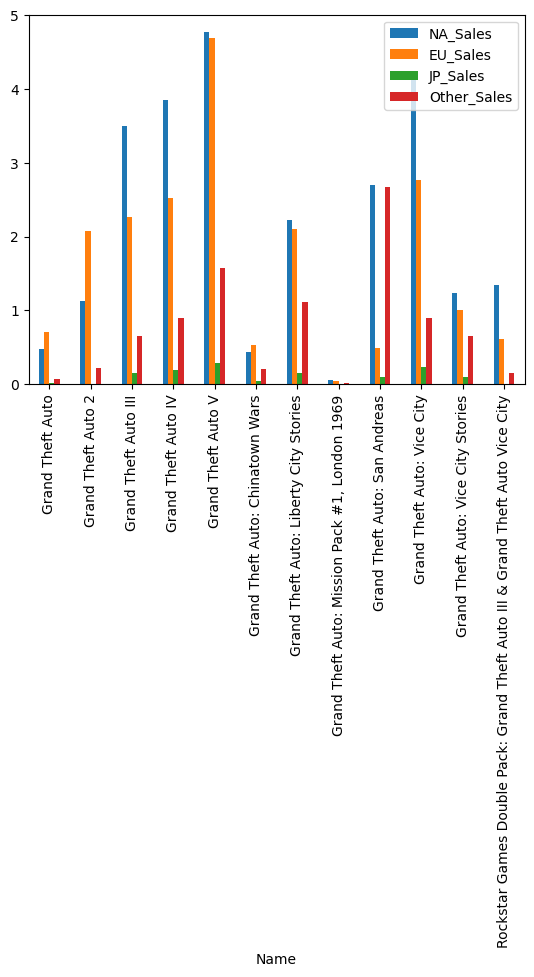 5
4
3
2
1
0
NA_Sales
EU_Sales
JP_Sales
Other_Sales
Grand Theft Auto
Grand Theft Auto 2
Grand Theft Auto III
Grand Theft Auto IV
Grand Theft Auto V
Grand Theft Auto: Chinatown Wars
Grand Theft Auto: Liberty City Stories
Grand Theft Auto: Mission Pack #1, London 1969
Grand Theft Auto: San Andreas
Grand Theft Auto: Vice City
Grand Theft Auto: Vice City Stories
Rockstar Games Double Pack: Grand Theft Auto III & Grand Theft Auto Vice City
Name